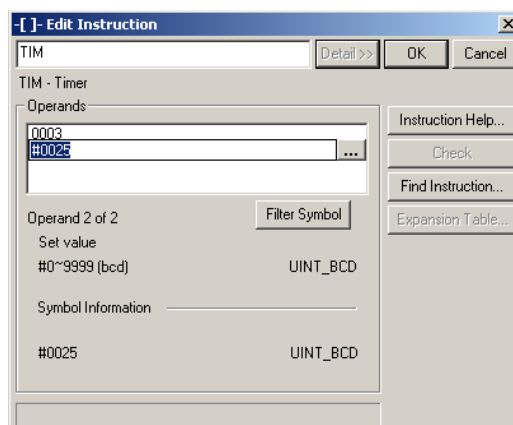 -[ ]- Edit Instruction
TIM
Detail >>
OK
Cancel
TIM - Timer
Operands
0003
#0025
...
Instruction Help...
Check
Find Instruction...
Expansion Table...
Operand 2 of 2
Filter Symbol
Set value
#0~9999 (bcd)
UINT_BCD
Symbol Information
#0025
UINT_BCD